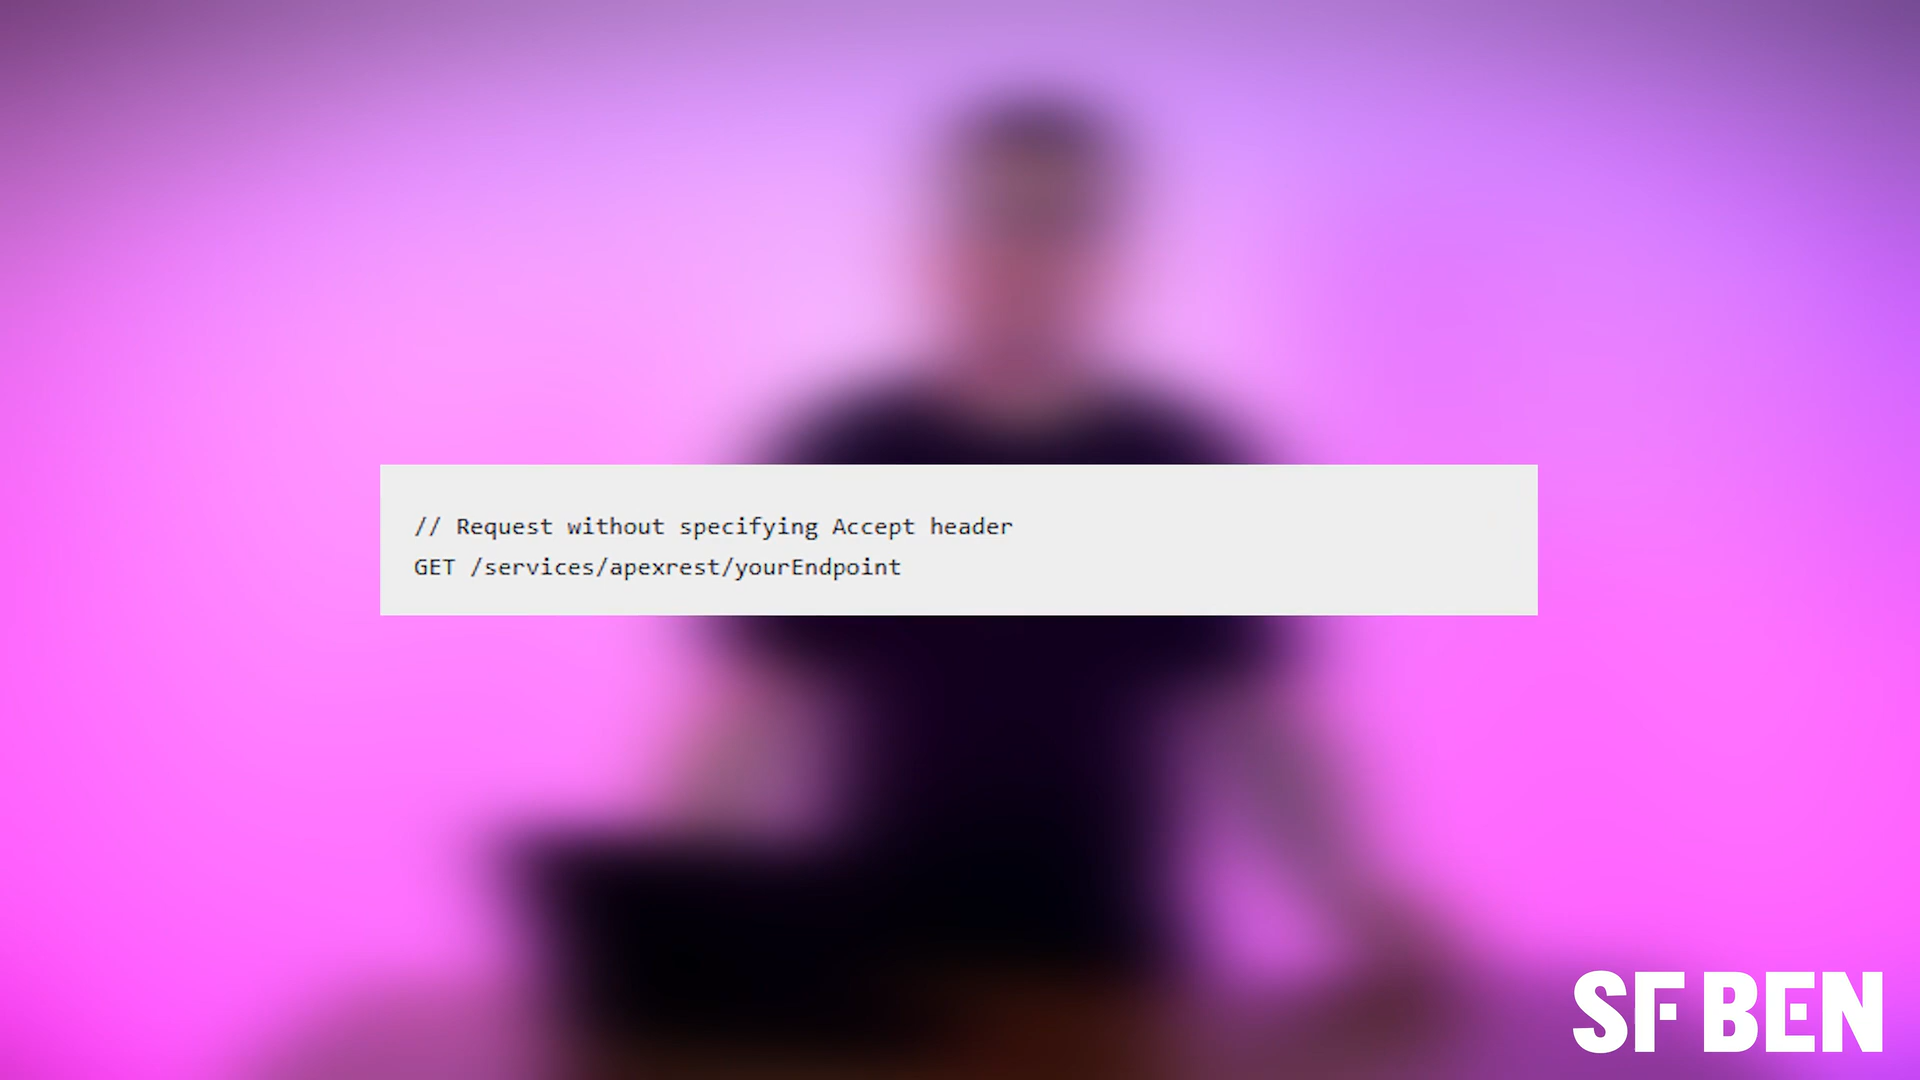 // Request without specifying Accept header
GET /services/apexrest/yourEndpoint
SF BEN